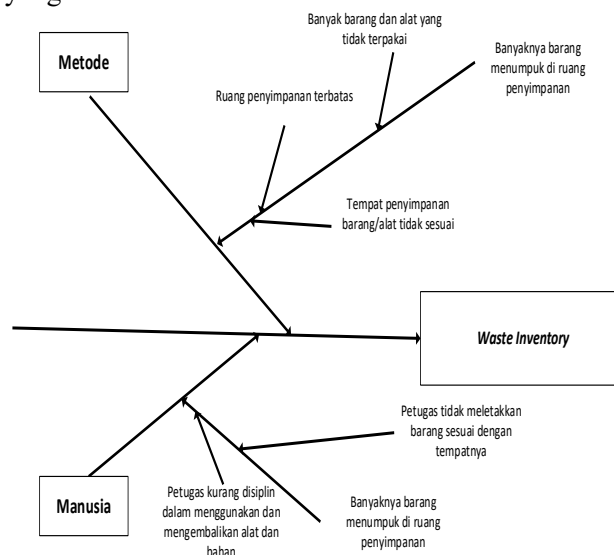 Metode
Banyak barang dan alat yang
tidak terpakai
Banyaknya barang
menumpuk di ruang
penyimpanan
Ruang penyimpanan terbatas
Tempat penyimpanan
barang/alat tidak sesuai
Waste Inventory
Petugas tidak meletakkan
barang sesuai dengan
tempatnya
Manusia
Petugas kurang disiplin
dalam menggunakan dan
mengembalikan alat dan
bahan
Banyaknya barang
menumpuk di ruang
penyimpanan